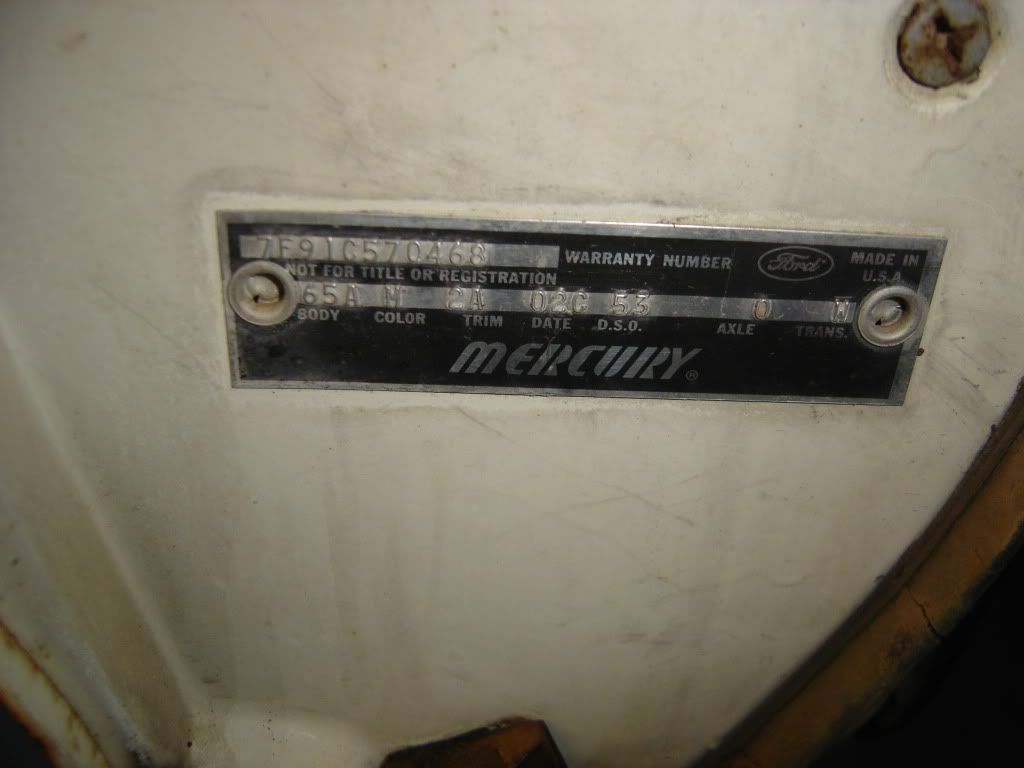 7F91C570468 WARRANTY NUMBER Ford MADE IN U.S.A
NOT FOR TITLE OR REGISTRATION
65A M 2A 02C 53 0 W
BODY COLOR TRIM DATE D.S.O. AXLE TRANS.
MERCURY®